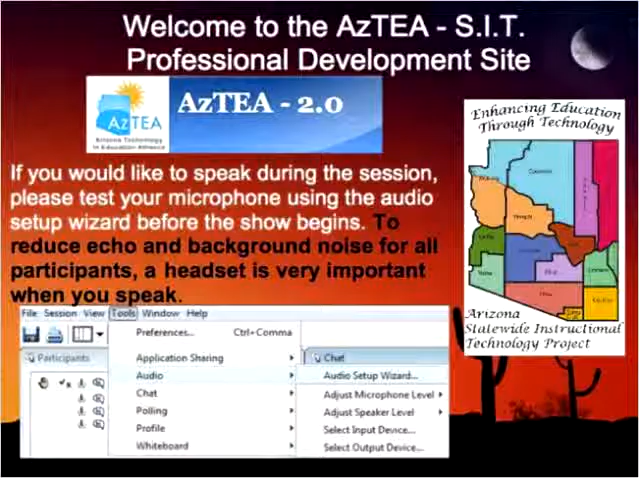 Welcome to the AzTEA - S.I.T.
Professional Development Site
AzTEA
Arizona Technology
in Education Alliance
AzTEA - 2.0
Enhancing Education
Through Technology
If you would like to speak during the session,
please test your microphone using the audio
setup wizard before the show begins. To
reduce echo and background noise for all
participants, a headset is very important
when you speak.
Coconino
Arizona
Statewide Instructional
Technology Project
File Session View Tools Window Help
Preferences... Ctrl+Comma
Participants
Application Sharing
Chat
Audio
Audio Setup Wizard...
Chat
Adjust Microphone Level
Polling
Adjust Speaker Level
Profile
Select Input Device...
Whiteboard
Select Output Device...